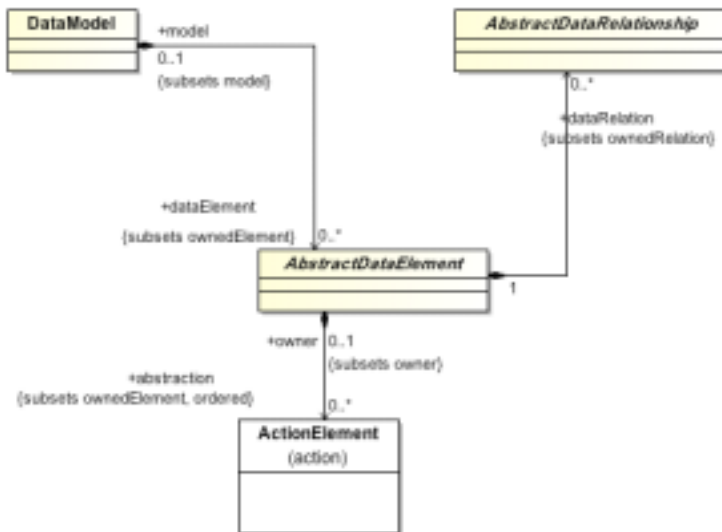 DataModel
+model
0..1
{subsets model}
AbstractDataRelationship
0..*
+dataRelation
{subsets ownedRelation}
+dataElement
{subsets ownedElement}
0..*
AbstractDataElement
1
+owner
0..1
{subsets owner}
+abstraction
{subsets ownedElement, ordered}
0..*
ActionElement
(action)